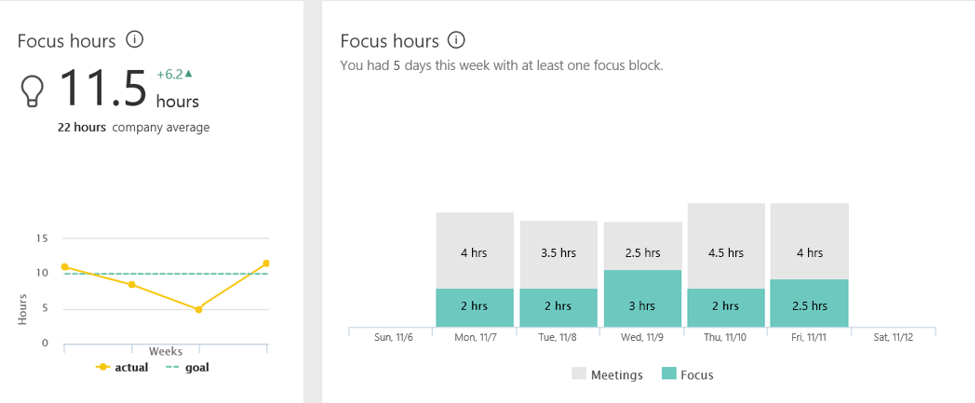 Focus hours
11.5 +6.2 hours
22 hours company average
15
10
5
0
Hours
Weeks
actual goal
Focus hours
You had 5 days this week with at least one focus block.
4 hrs 3.5 hrs 2.5 hrs 4.5 hrs 4 hrs
2 hrs 2 hrs 3 hrs 2 hrs 2.5 hrs
Sun, 11/6 Mon, 11/7 Tue, 11/8 Wed, 11/9 Thu, 11/10 Fri, 11/11 Sat, 11/12
Meetings Focus